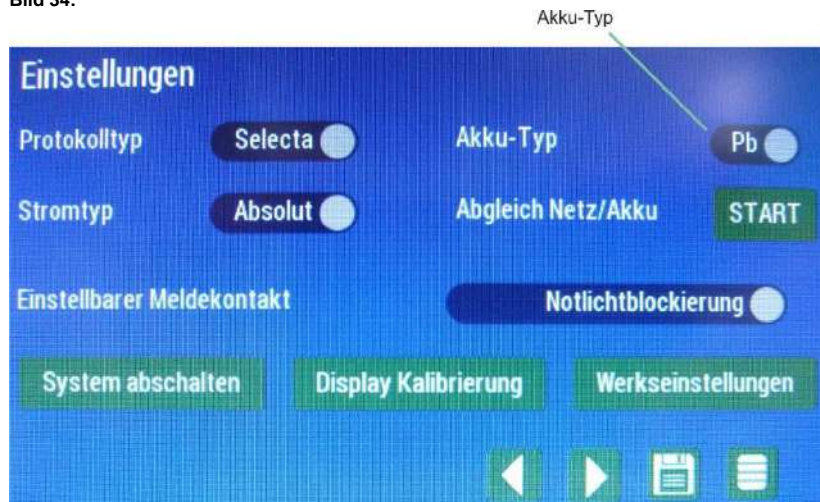 Bild 34:
Akku-Typ
Einstellungen
Protokolltyp Selecta Akku-Typ Pb
Stromtyp Absolut Abgleich Netz/Akku START
Einstellbarer Meldekontakt Notlichtblockierung
System abschalten Display Kalibrierung Werkseinstellungen